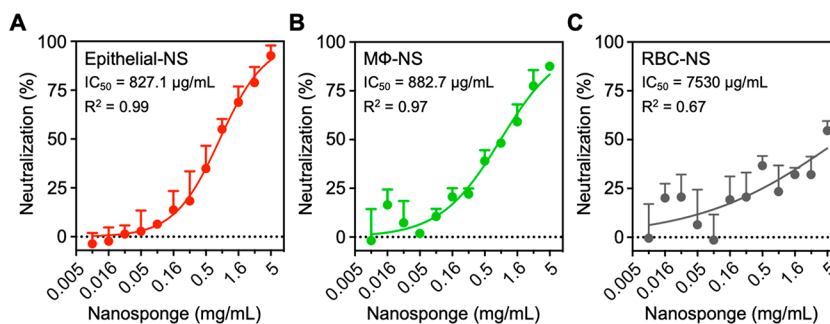 A
Epithelial-NS
IC50 = 827.1 µg/mL
R2 = 0.99
Neutralization (%)
100
75
50
25
0
0.005
0.016
0.05
0.16
0.5
1.6
5
Nanosponge (mg/mL)
B
MΦ-NS
IC50 = 882.7 µg/mL
R2 = 0.97
Neutralization (%)
100
75
50
25
0
0.005
0.016
0.05
0.16
0.5
1.6
5
Nanosponge (mg/mL)
C
RBC-NS
IC50 = 7530 µg/mL
R2 = 0.67
Neutralization (%)
100
75
50
25
0
0.005
0.016
0.05
0.16
0.5
1.6
5
Nanosponge (mg/mL)